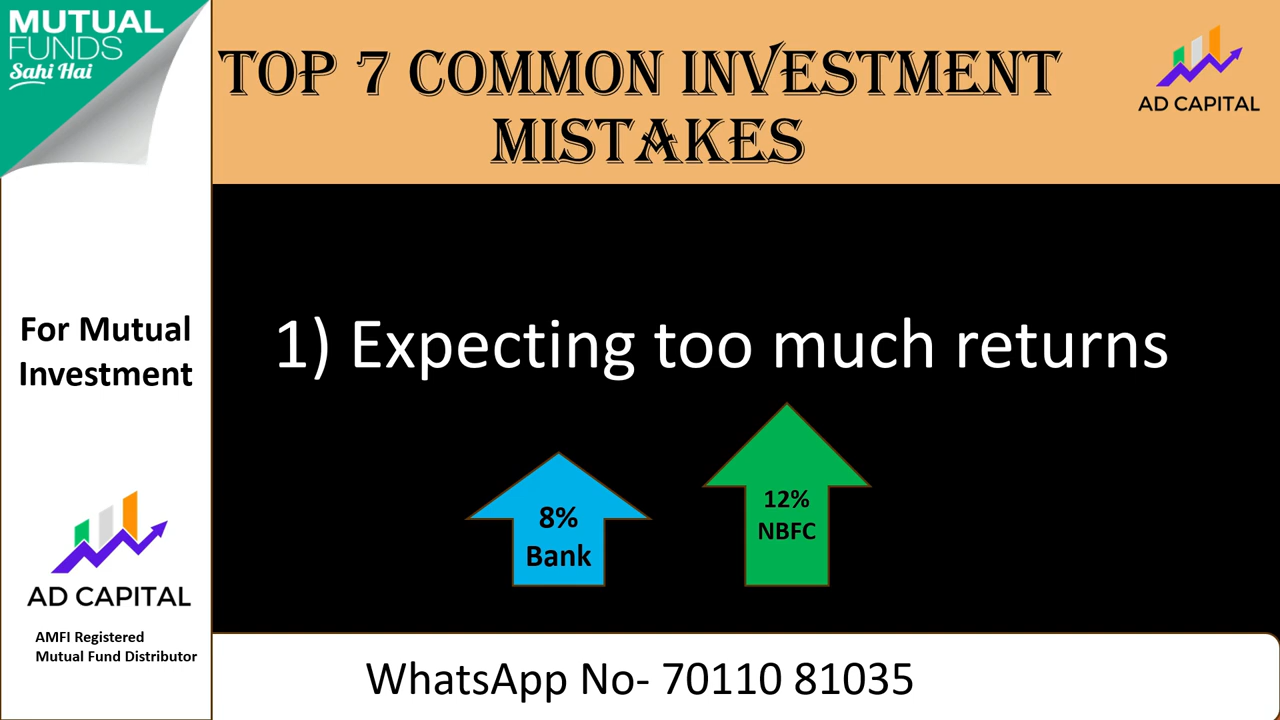 MUTUAL
FUNDS
Sahi Hai
TOP 7 COMMON INVESTMENT
MISTAKES
AD CAPITAL
For Mutual
Investment
1) Expecting too much returns
8%
Bank
12%
NBFC
AD CAPITAL
AMFI Registered
Mutual Fund Distributor
WhatsApp No- 70110 81035